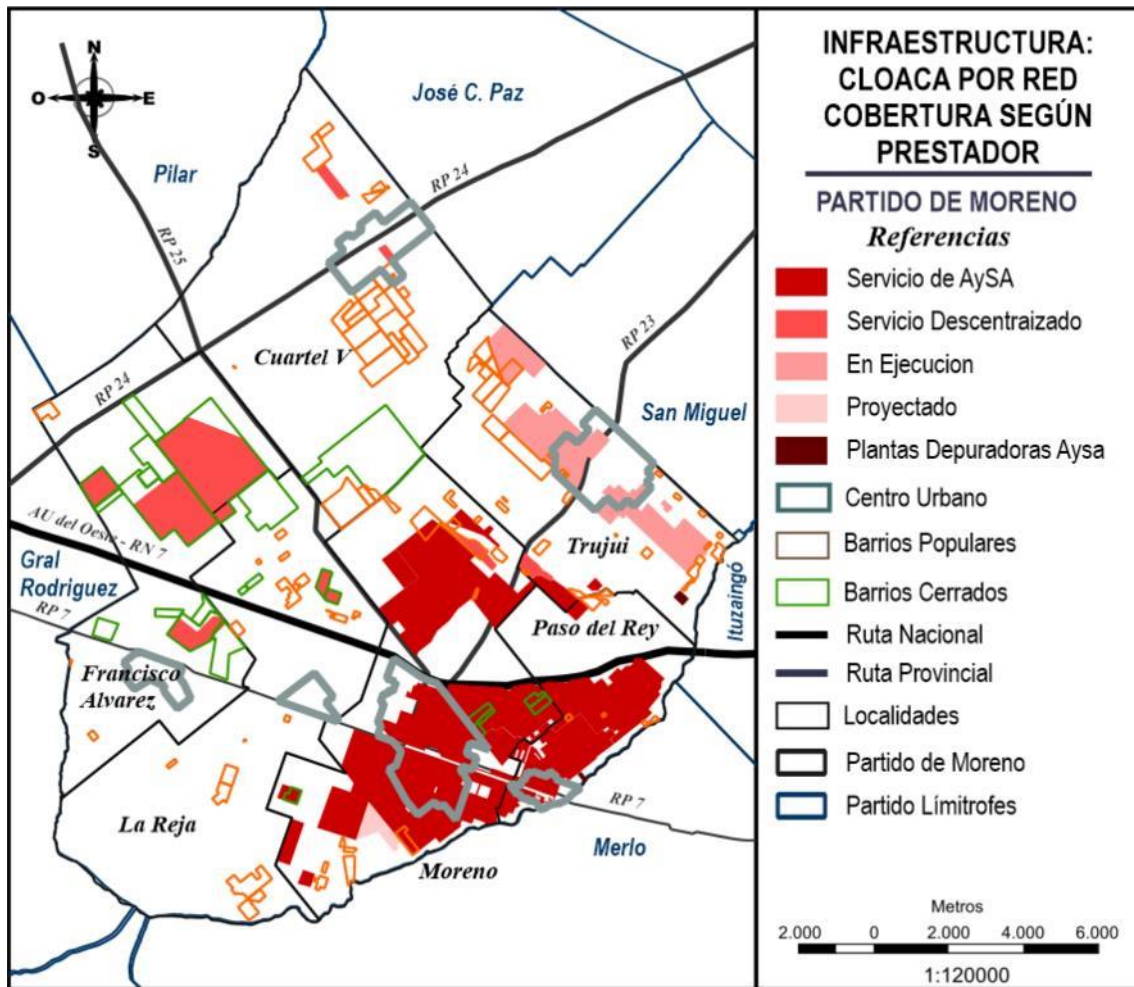 N
O
E
S
José C. Paz
Pilar
RP 24
RP 25
Cuartel V
RP 23
RP 24
San Miguel
AU del Oeste - RN 7
Gral
Rodriguez
Trujui
Ituzaingó
RP 7
Paso del Rey
Francisco
Alvarez
RP 7
La Reja
Merlo
Moreno
INFRAESTRUCTURA:
CLOACA POR RED
COBERTURA SEGÚN
PRESTADOR
PARTIDO DE MORENO
Referencias
Servicio de AySA
Servicio Descentraizado
En Ejecucion
Proyectado
Plantas Depuradoras Aysa
Centro Urbano
Barrios Populares
Barrios Cerrados
Ruta Nacional
Ruta Provincial
Localidades
Partido de Moreno
Partido Límitrofes
Metros
2.000 0 2.000 4.000 6.000
1:120000